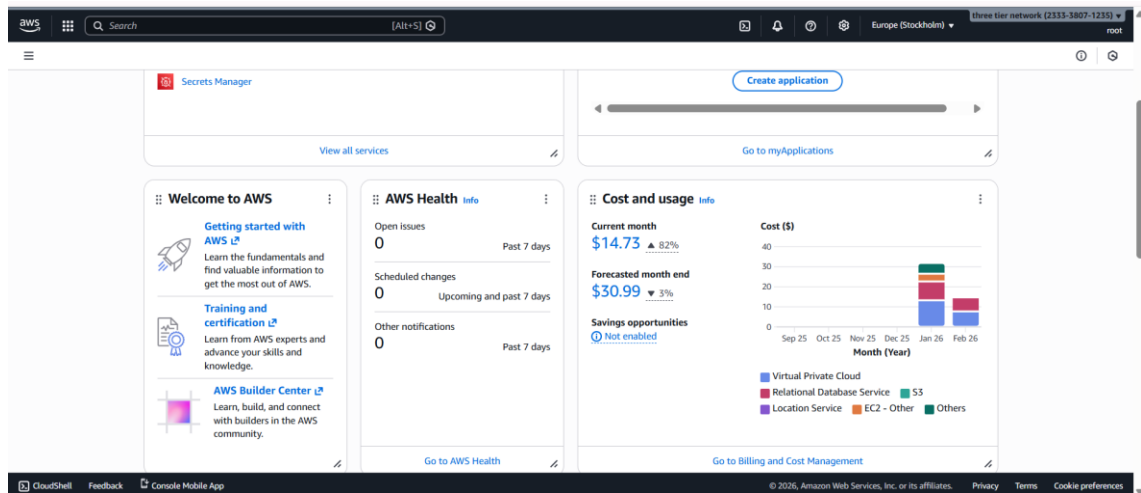 aws
Search
[Alt+S]
Europe (Stockholm)
three tier network (2333-3807-1235)
root
Secrets Manager
View all services
Create application
Go to myApplications
Welcome to AWS
Getting started with
AWS
Learn the fundamentals and
find valuable information to
get the most out of AWS.
Training and
certification
Learn from AWS experts and
advance your skills and
knowledge.
AWS Builder Center
Learn, build, and connect
with builders in the AWS
community.
AWS Health Info
Open issues
0 Past 7 days
Scheduled changes
0 Upcoming and past 7 days
Other notifications
0 Past 7 days
Go to AWS Health
Cost and usage Info
Current month
$14.73 ▲ 82%
Forecasted month end
$30.99 ▼ 3%
Savings opportunities
Not enabled
Cost ($)
40
30
20
10
0
Sep 25 Oct 25 Nov 25 Dec 25 Jan 26 Feb 26
Month (Year)
Virtual Private Cloud
Relational Database Service S3
Location Service EC2 - Other Others
Go to Billing and Cost Management
CloudShell Feedback Console Mobile App © 2026, Amazon Web Services, Inc. or its affiliates. Privacy Terms Cookie preferences